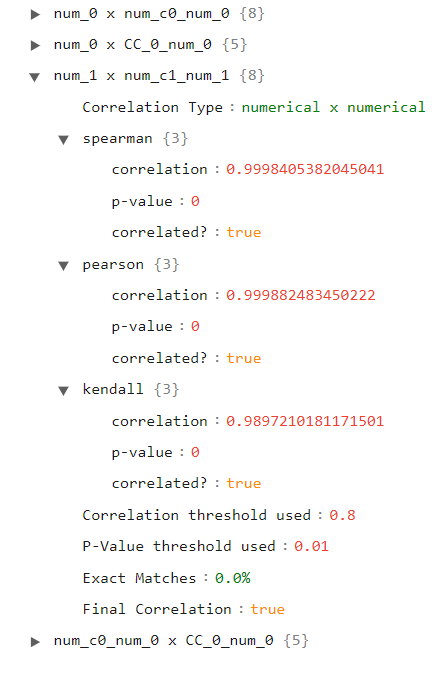 num_0 x num_c0_num_0 {8}
num_0 x CC_0_num_0 {5}
num_1 x num_c1_num_1 {8}
Correlation Type : numerical x numerical
spearman {3}
correlation : 0.9998405382045041
p-value : 0
correlated? : true
pearson {3}
correlation : 0.999882483450222
p-value : 0
correlated? : true
kendall {3}
correlation : 0.9897210181171501
p-value : 0
correlated? : true
Correlation threshold used : 0.8
P-Value threshold used : 0.01
Exact Matches : 0.0%
Final Correlation : true
num_c0_num_0 x CC_0_num_0 {5}